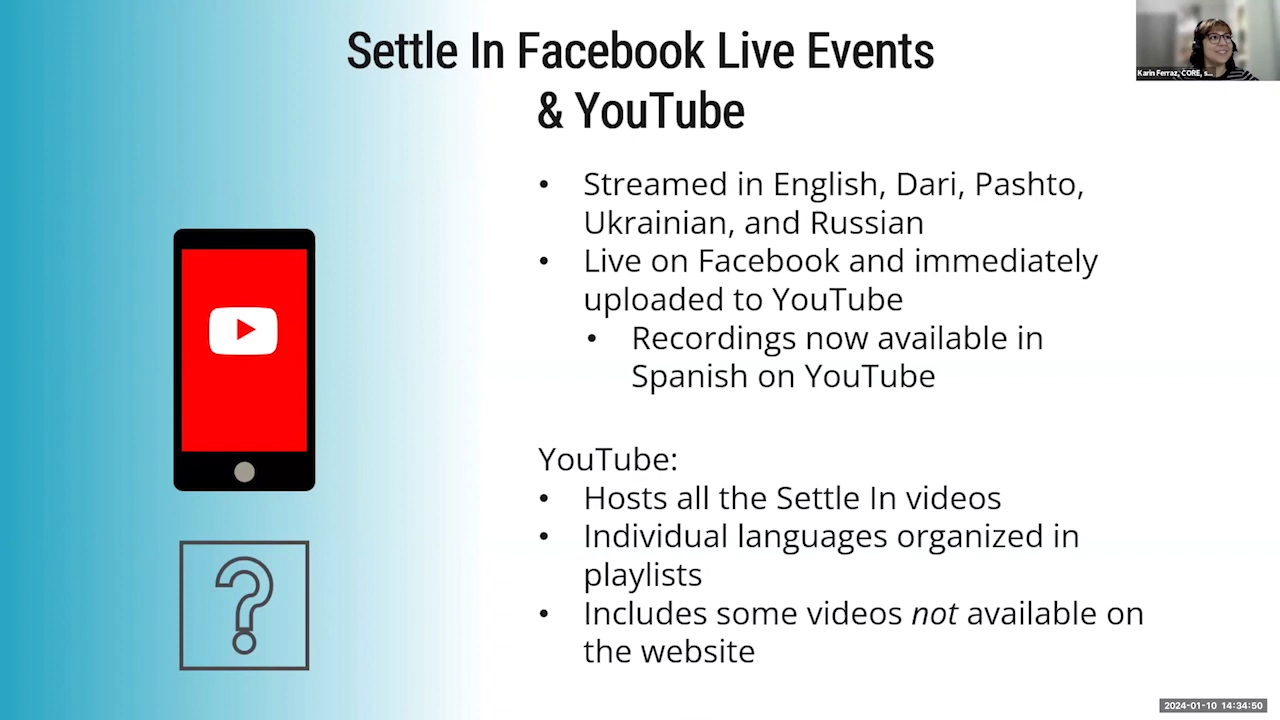 Settle In Facebook Live Events
& YouTube
• Streamed in English, Dari, Pashto,
Ukrainian, and Russian
• Live on Facebook and immediately
uploaded to YouTube
• Recordings now available in
Spanish on YouTube
YouTube:
• Hosts all the Settle In videos
• Individual languages organized in
playlists
• Includes some videos not available on
the website
?
Karin Ferraz, CORE, s...
2024-01-10 14:34:50